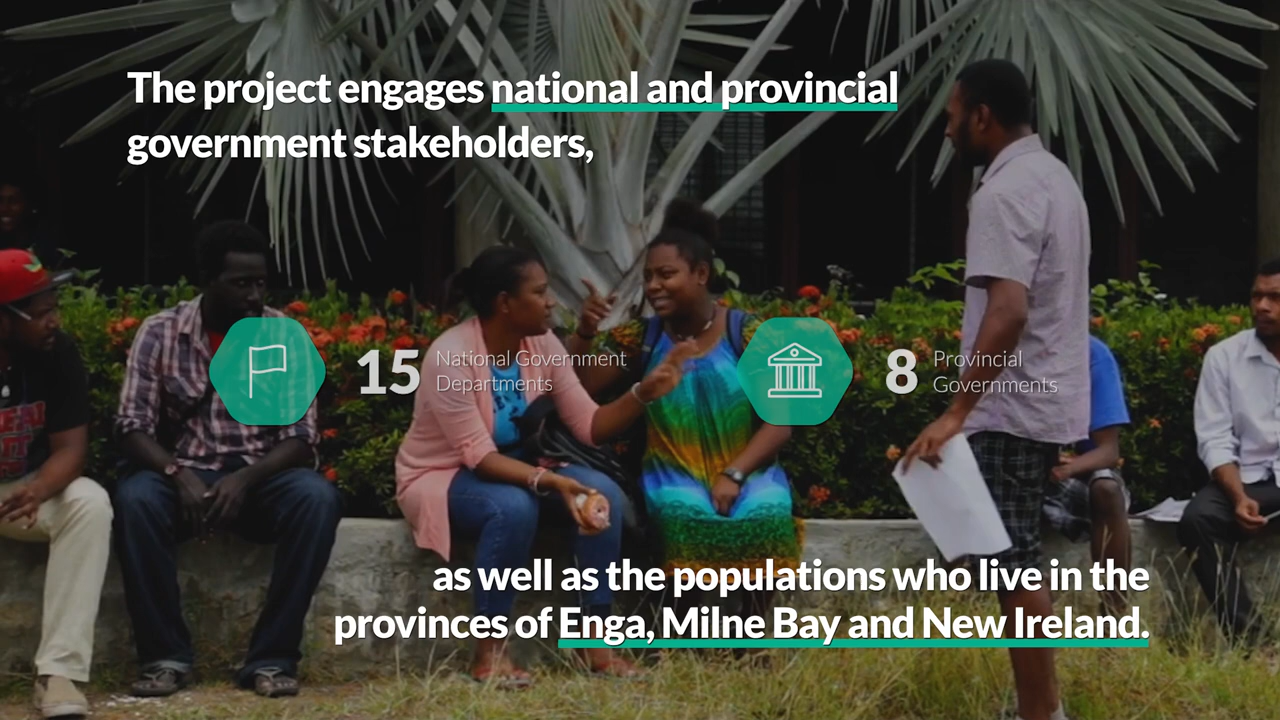 The project engages national and provincial
government stakeholders,
15 National Government
Departments
8 Provincial
Governments
as well as the populations who live in the
provinces of Enga, Milne Bay and New Ireland.